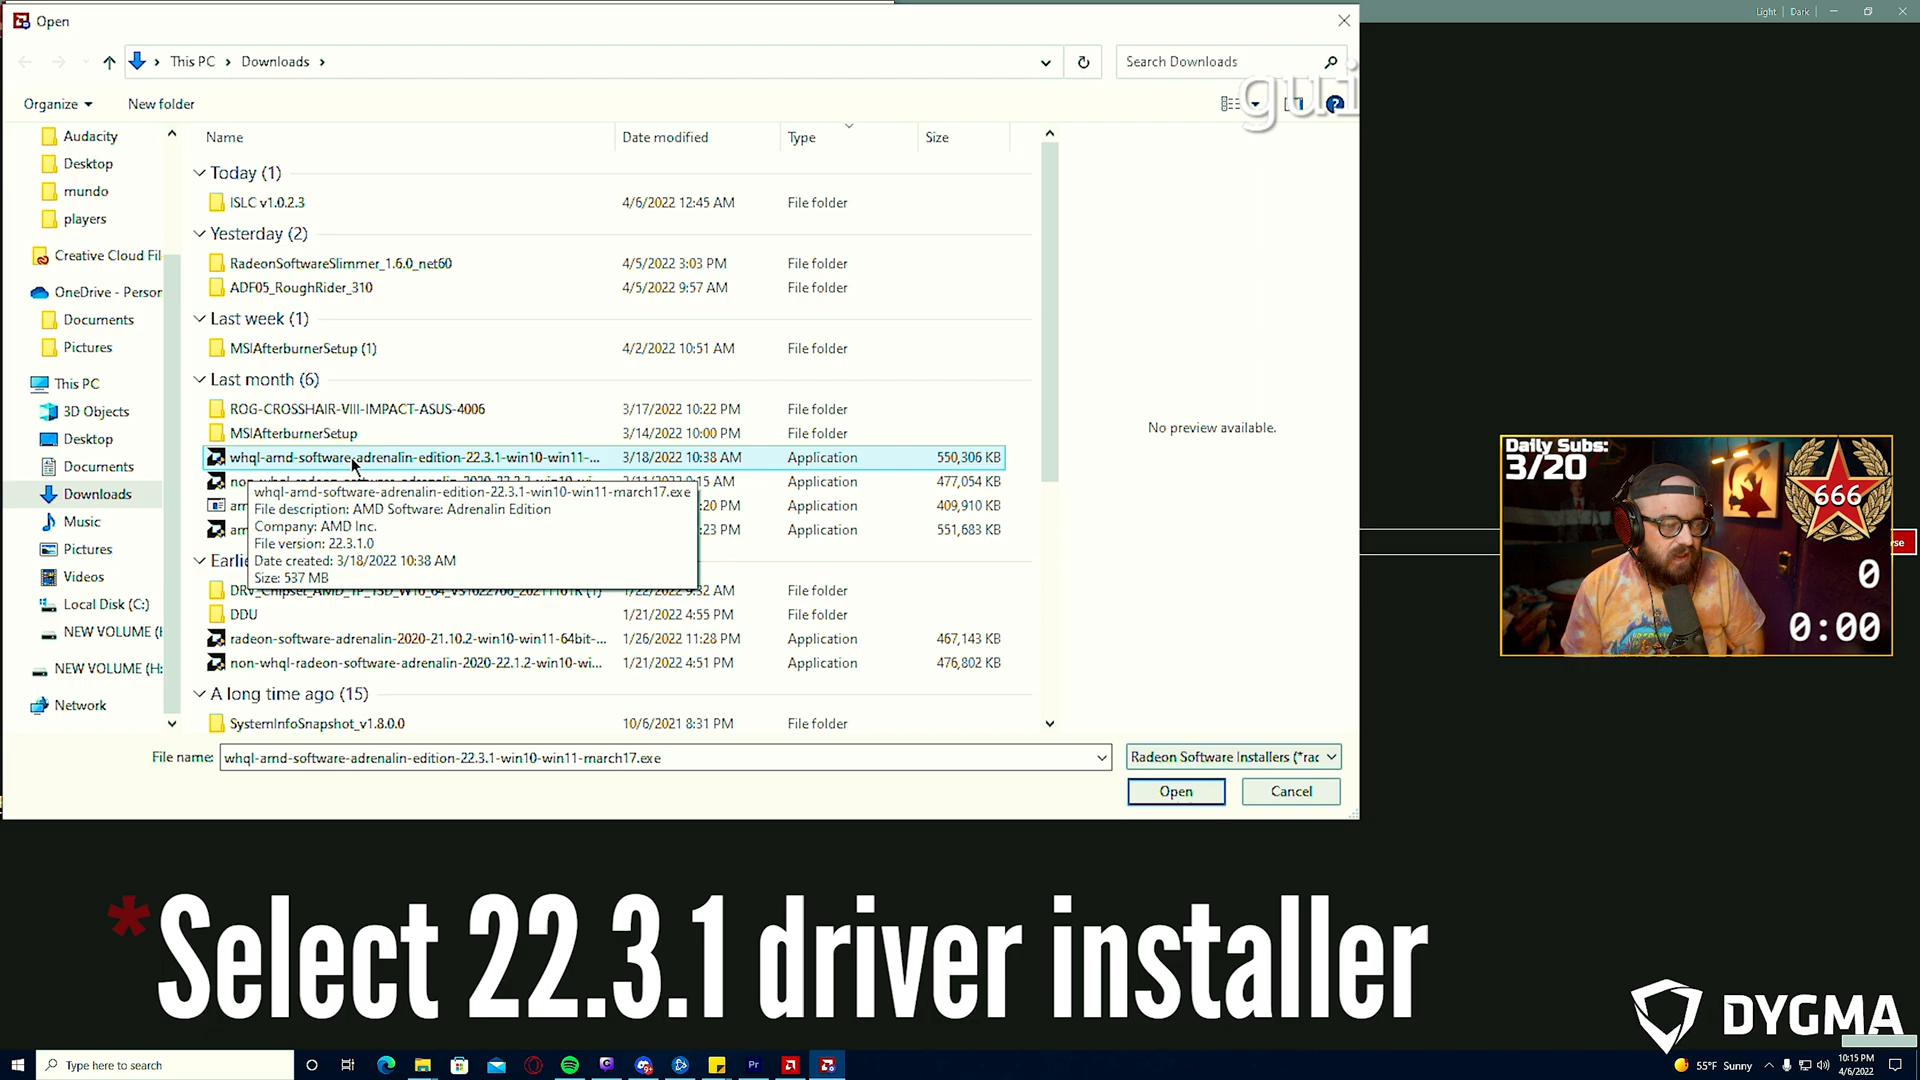 Open
Light | Dark
This PC > Downloads >
Search Downloads
gui
Organize
New folder
Name
Date modified
Type
Size
Audacity
Desktop
mundo
players
Creative Cloud Fil
OneDrive - Person
Documents
Pictures
This PC
3D Objects
Desktop
Documents
Downloads
Music
Pictures
Videos
Local Disk (C:)
NEW VOLUME (
NEW VOLUME (H:
Network
Today (1)
ISLC v1.0.2.3 4/6/2022 12:45 AM File folder
Yesterday (2)
RadeonSoftwareSlimmer_1.6.0_net60 4/5/2022 3:03 PM File folder
ADF05_RoughRider_310 4/5/2022 9:57 AM File folder
Last week (1)
MSIAfterburnerSetup (1) 4/2/2022 10:51 AM File folder
Last month (6)
ROG-CROSSHAIR-VIII-IMPACT-ASUS-4006 3/17/2022 10:22 PM File folder
MSIAfterburnerSetup 3/14/2022 10:00 PM File folder
whql-amd-software-adrenalin-edition-22.3.1-win10-win11-... 3/18/2022 10:38 AM Application 550,306 KB
Application 477,054 KB
:20 PM Application 409,910 KB
:23 PM Application 551,683 KB
whql-amd-software-adrenalin-edition-22.3.1-win10-win11-march17.exe
File description: AMD Software: Adrenalin Edition
Company: AMD Inc.
File version: 22.3.1.0
Date created: 3/18/2022 10:38 AM
Size: 537 MB
Earlie
File folder
DDU 1/21/2022 4:55 PM File folder
radeon-software-adrenalin-2020-21.10.2-win10-win11-64bit-... 1/26/2022 11:28 PM Application 467,143 KB
non-whql-radeon-software-adrenalin-2020-22.1.2-win10-wi... 1/21/2022 4:51 PM Application 476,802 KB
A long time ago (15)
SystemInfoSnapshot_v1.8.0.0 10/6/2021 8:31 PM File folder
No preview available.
File name: whql-amd-software-adrenalin-edition-22.3.1-win10-win11-march17.exe
Radeon Software Installers (*rac
Open
Cancel
Daily Subs:
3/20
666
0
0:00
se
*Select 22.3.1 driver installer
DYGMA
Type here to search
Pr
55°F Sunny
10:15 PM
4/6/2022